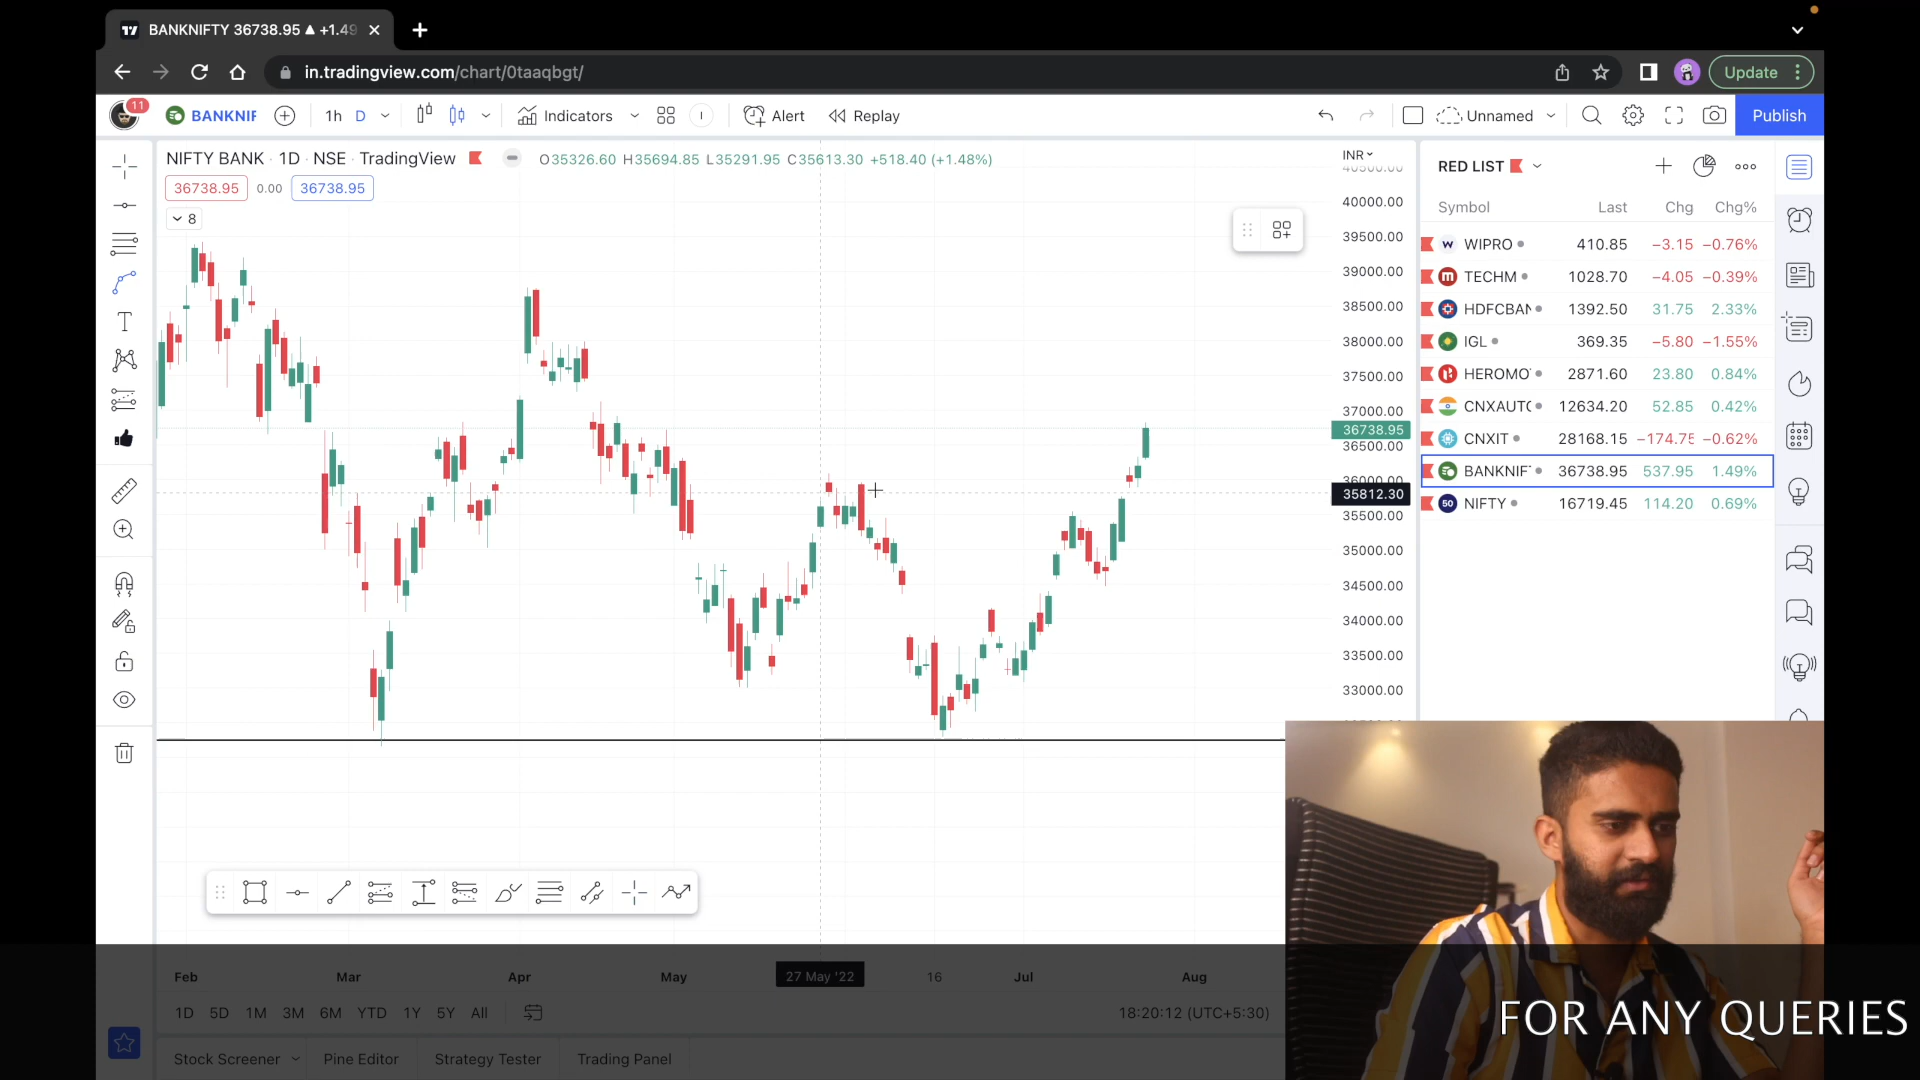 BANKNIFTY 36738.95 ▲ +1.49
in.tradingview.com/chart/0taaqbgt/
Update
11
BANKNIF
1h
D
Indicators
Alert
Replay
Unnamed
Publish
NIFTY BANK · 1D · NSE · TradingView
O35326.60 H35694.85 L35291.95 C35613.30 +518.40 (+1.48%)
36738.95
0.00
36738.95
8
INR
40000.00
39500.00
39000.00
38500.00
38000.00
37500.00
37000.00
36738.95
36500.00
36000.00
35812.30
35500.00
35000.00
34500.00
34000.00
33500.00
33000.00
RED LIST
Symbol Last Chg Chg%
WIPRO 410.85 −3.15 −0.76%
TECHM 1028.70 −4.05 −0.39%
HDFCBAN 1392.50 31.75 2.33%
IGL 369.35 −5.80 −1.55%
HEROMO 2871.60 23.80 0.84%
CNXAUTO 12634.20 52.85 0.42%
CNXIT 28168.15 −174.75 −0.62%
BANKNIF 36738.95 537.95 1.49%
50 NIFTY 16719.45 114.20 0.69%
Feb Mar Apr May 27 May '22 16 Jul Aug
1D 5D 1M 3M 6M YTD 1Y 5Y All
18:20:12 (UTC+5:30)
Stock Screener Pine Editor Strategy Tester Trading Panel
FOR ANY QUERIES